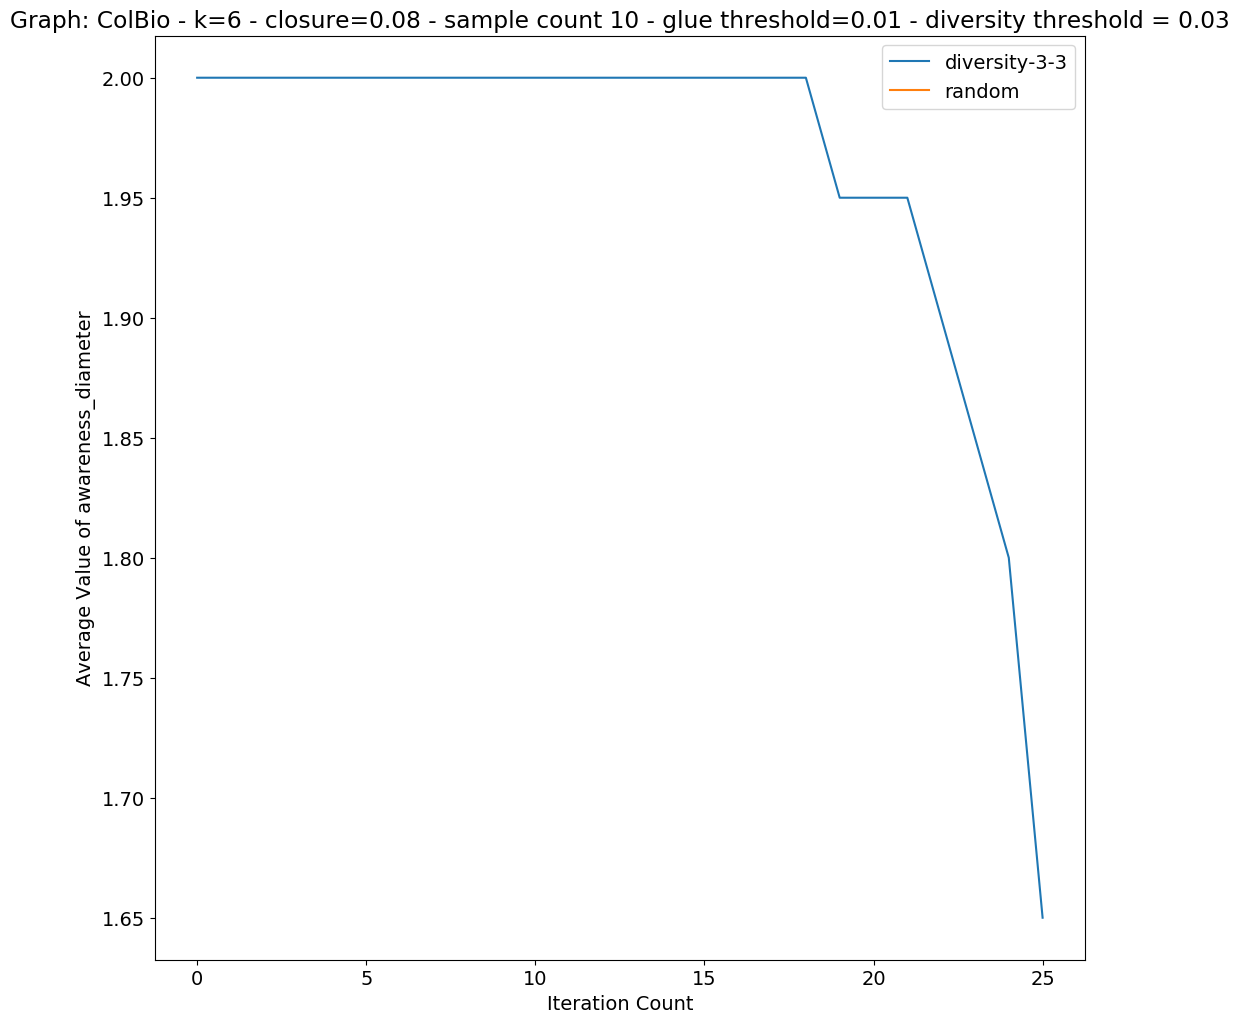 Graph: ColBio - k=6 - closure=0.08 - sample count 10 - glue threshold=0.01 - diversity threshold = 0.03
diversity-3-3
random
2.00
1.95
1.90
1.85
1.80
1.75
1.70
1.65
Average Value of awareness_diameter
0 5 10 15 20 25
Iteration Count